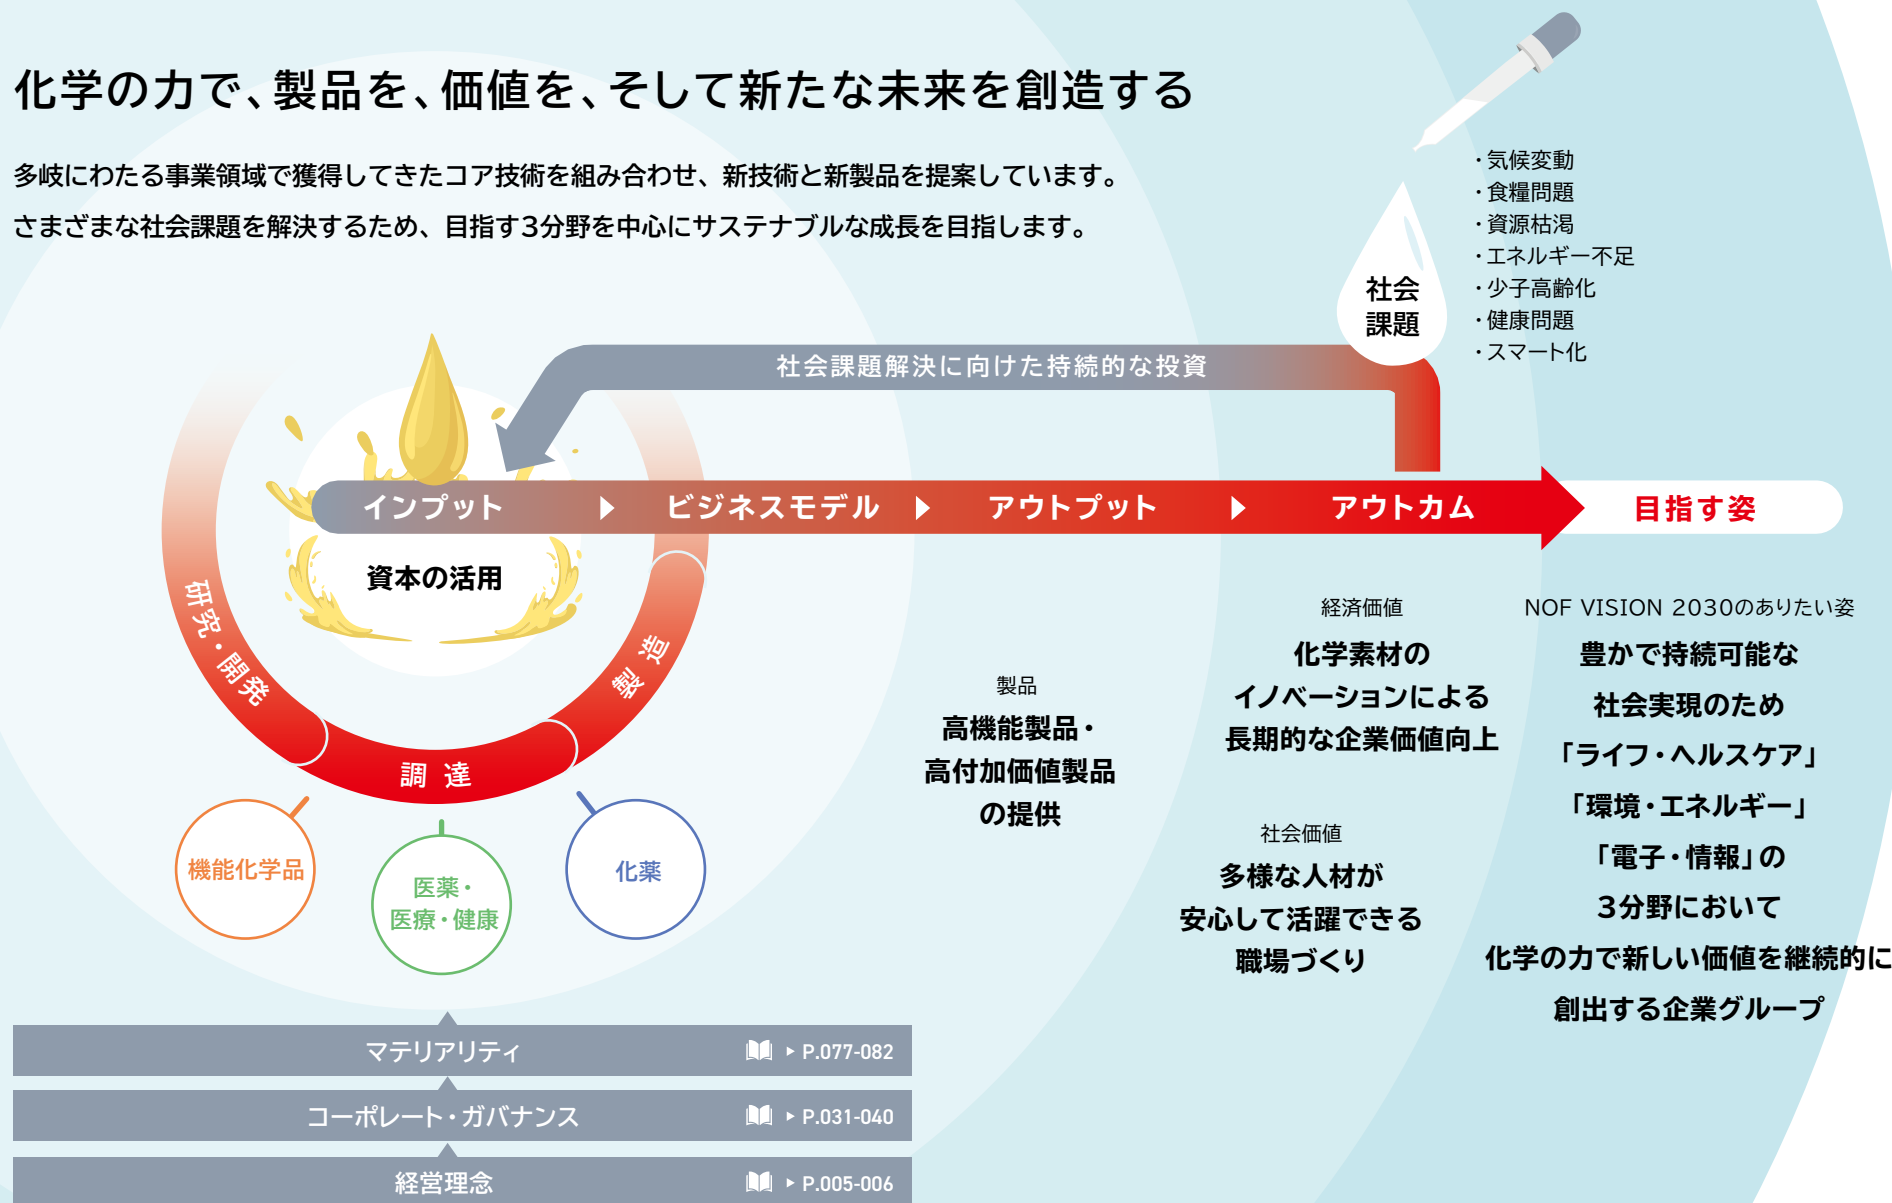 化学の力で、製品を、価値を、そして新たな未来を創造する
多岐にわたる事業領域で獲得してきたコア技術を組み合わせ、新技術と新製品を提案しています。
さまざまな社会課題を解決するため、目指す3分野を中心にサステナブルな成長を目指します。
社会
課題
・気候変動
・食糧問題
・資源枯渇
・エネルギー不足
・少子高齢化
・健康問題
・スマート化
社会課題解決に向けた持続的な投資
インプット
ビジネスモデル
アウトプット
アウトカム
目指す姿
資本の活用
研究・開発
調達
製造
機能化学品
医薬・
医療・健康
化薬
製品
高機能製品・
高付加価値製品
の提供
経済価値
化学素材の
イノベーションによる
長期的な企業価値向上
社会価値
多様な人材が
安心して活躍できる
職場づくり
NOF VISION 2030のありたい姿
豊かで持続可能な
社会実現のため
「ライフ・ヘルスケア」
「環境・エネルギー」
「電子・情報」の
3分野において
化学の力で新しい価値を継続的に
創出する企業グループ
マテリアリティ P.077-082
コーポレート・ガバナンス P.031-040
経営理念 P.005-006